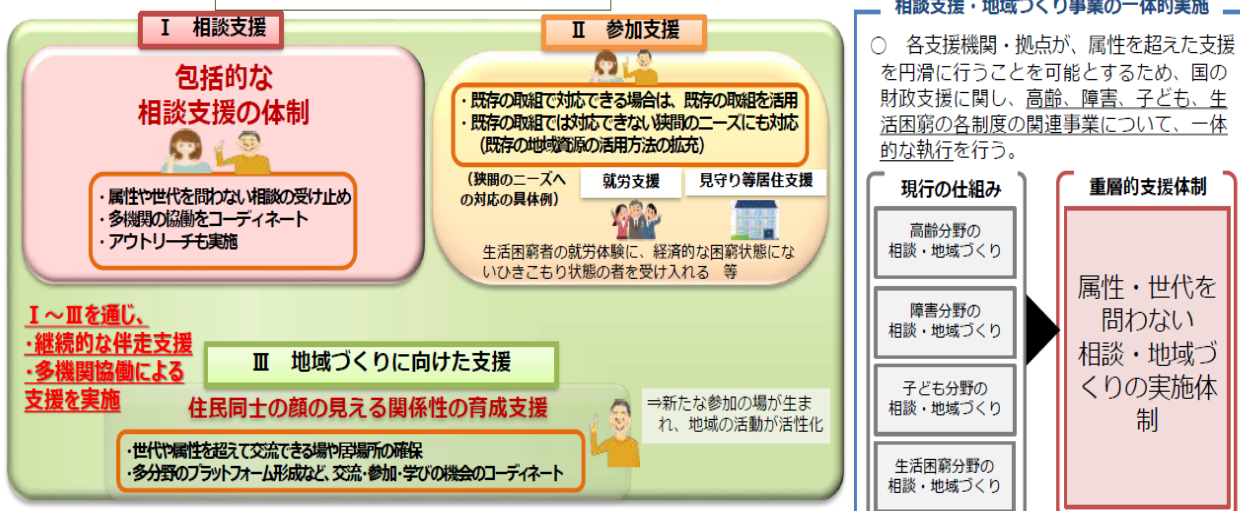 Ⅰ 相談支援
包括的な
相談支援の体制
・属性や世代を問わない相談の受け止め
・多機関の協働をコーディネート
・アウトリーチも実施
Ⅱ 参加支援
・既存の取組で対応できる場合は、既存の取組を活用
・既存の取組では対応できない狭間のニーズにも対応
（既存の地域資源の活用方法の拡充）
（狭間のニーズへ
の対応の具体例）
就労支援
見守り等居住支援
生活困窮者の就労体験に、経済的な困窮状態にな
いひきこもり状態の者を受け入れる 等
Ⅰ～Ⅲを通じ、
・継続的な伴走支援
・多機関協働による
支援を実施
Ⅲ 地域づくりに向けた支援
住民同士の顔の見える関係性の育成支援
・世代や属性を超えて交流できる場や居場所の確保
・多分野のプラットフォーム形成など、交流・参加・学びの機会のコーディネート
⇒新たな参加の場が生ま
れ、地域の活動が活性化
相談支援・地域づくり事業の一体的実施
○ 各支援機関・拠点が、属性を超えた支援
を円滑に行うことを可能とするため、国の
財政支援に関し、高齢、障害、子ども、生
活困窮の各制度の関連事業について、一体
的な執行を行う。
現行の仕組み
高齢分野の
相談・地域づくり
障害分野の
相談・地域づくり
子ども分野の
相談・地域づくり
生活困窮分野の
相談・地域づくり
重層的支援体制
属性・世代を
問わない
相談・地域づ
くりの実施体
制